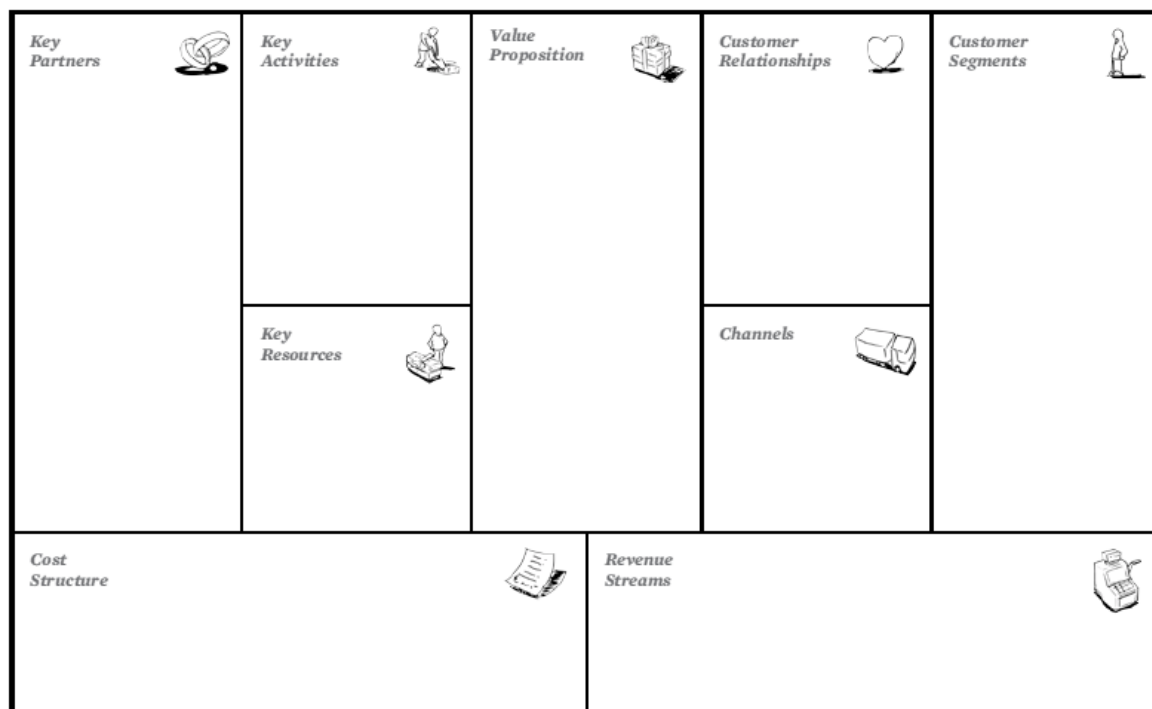 Key
Partners
Key
Activities
Value
Proposition
Customer
Relationships
Customer
Segments
Key
Resources
Channels
Cost
Structure
Revenue
Streams